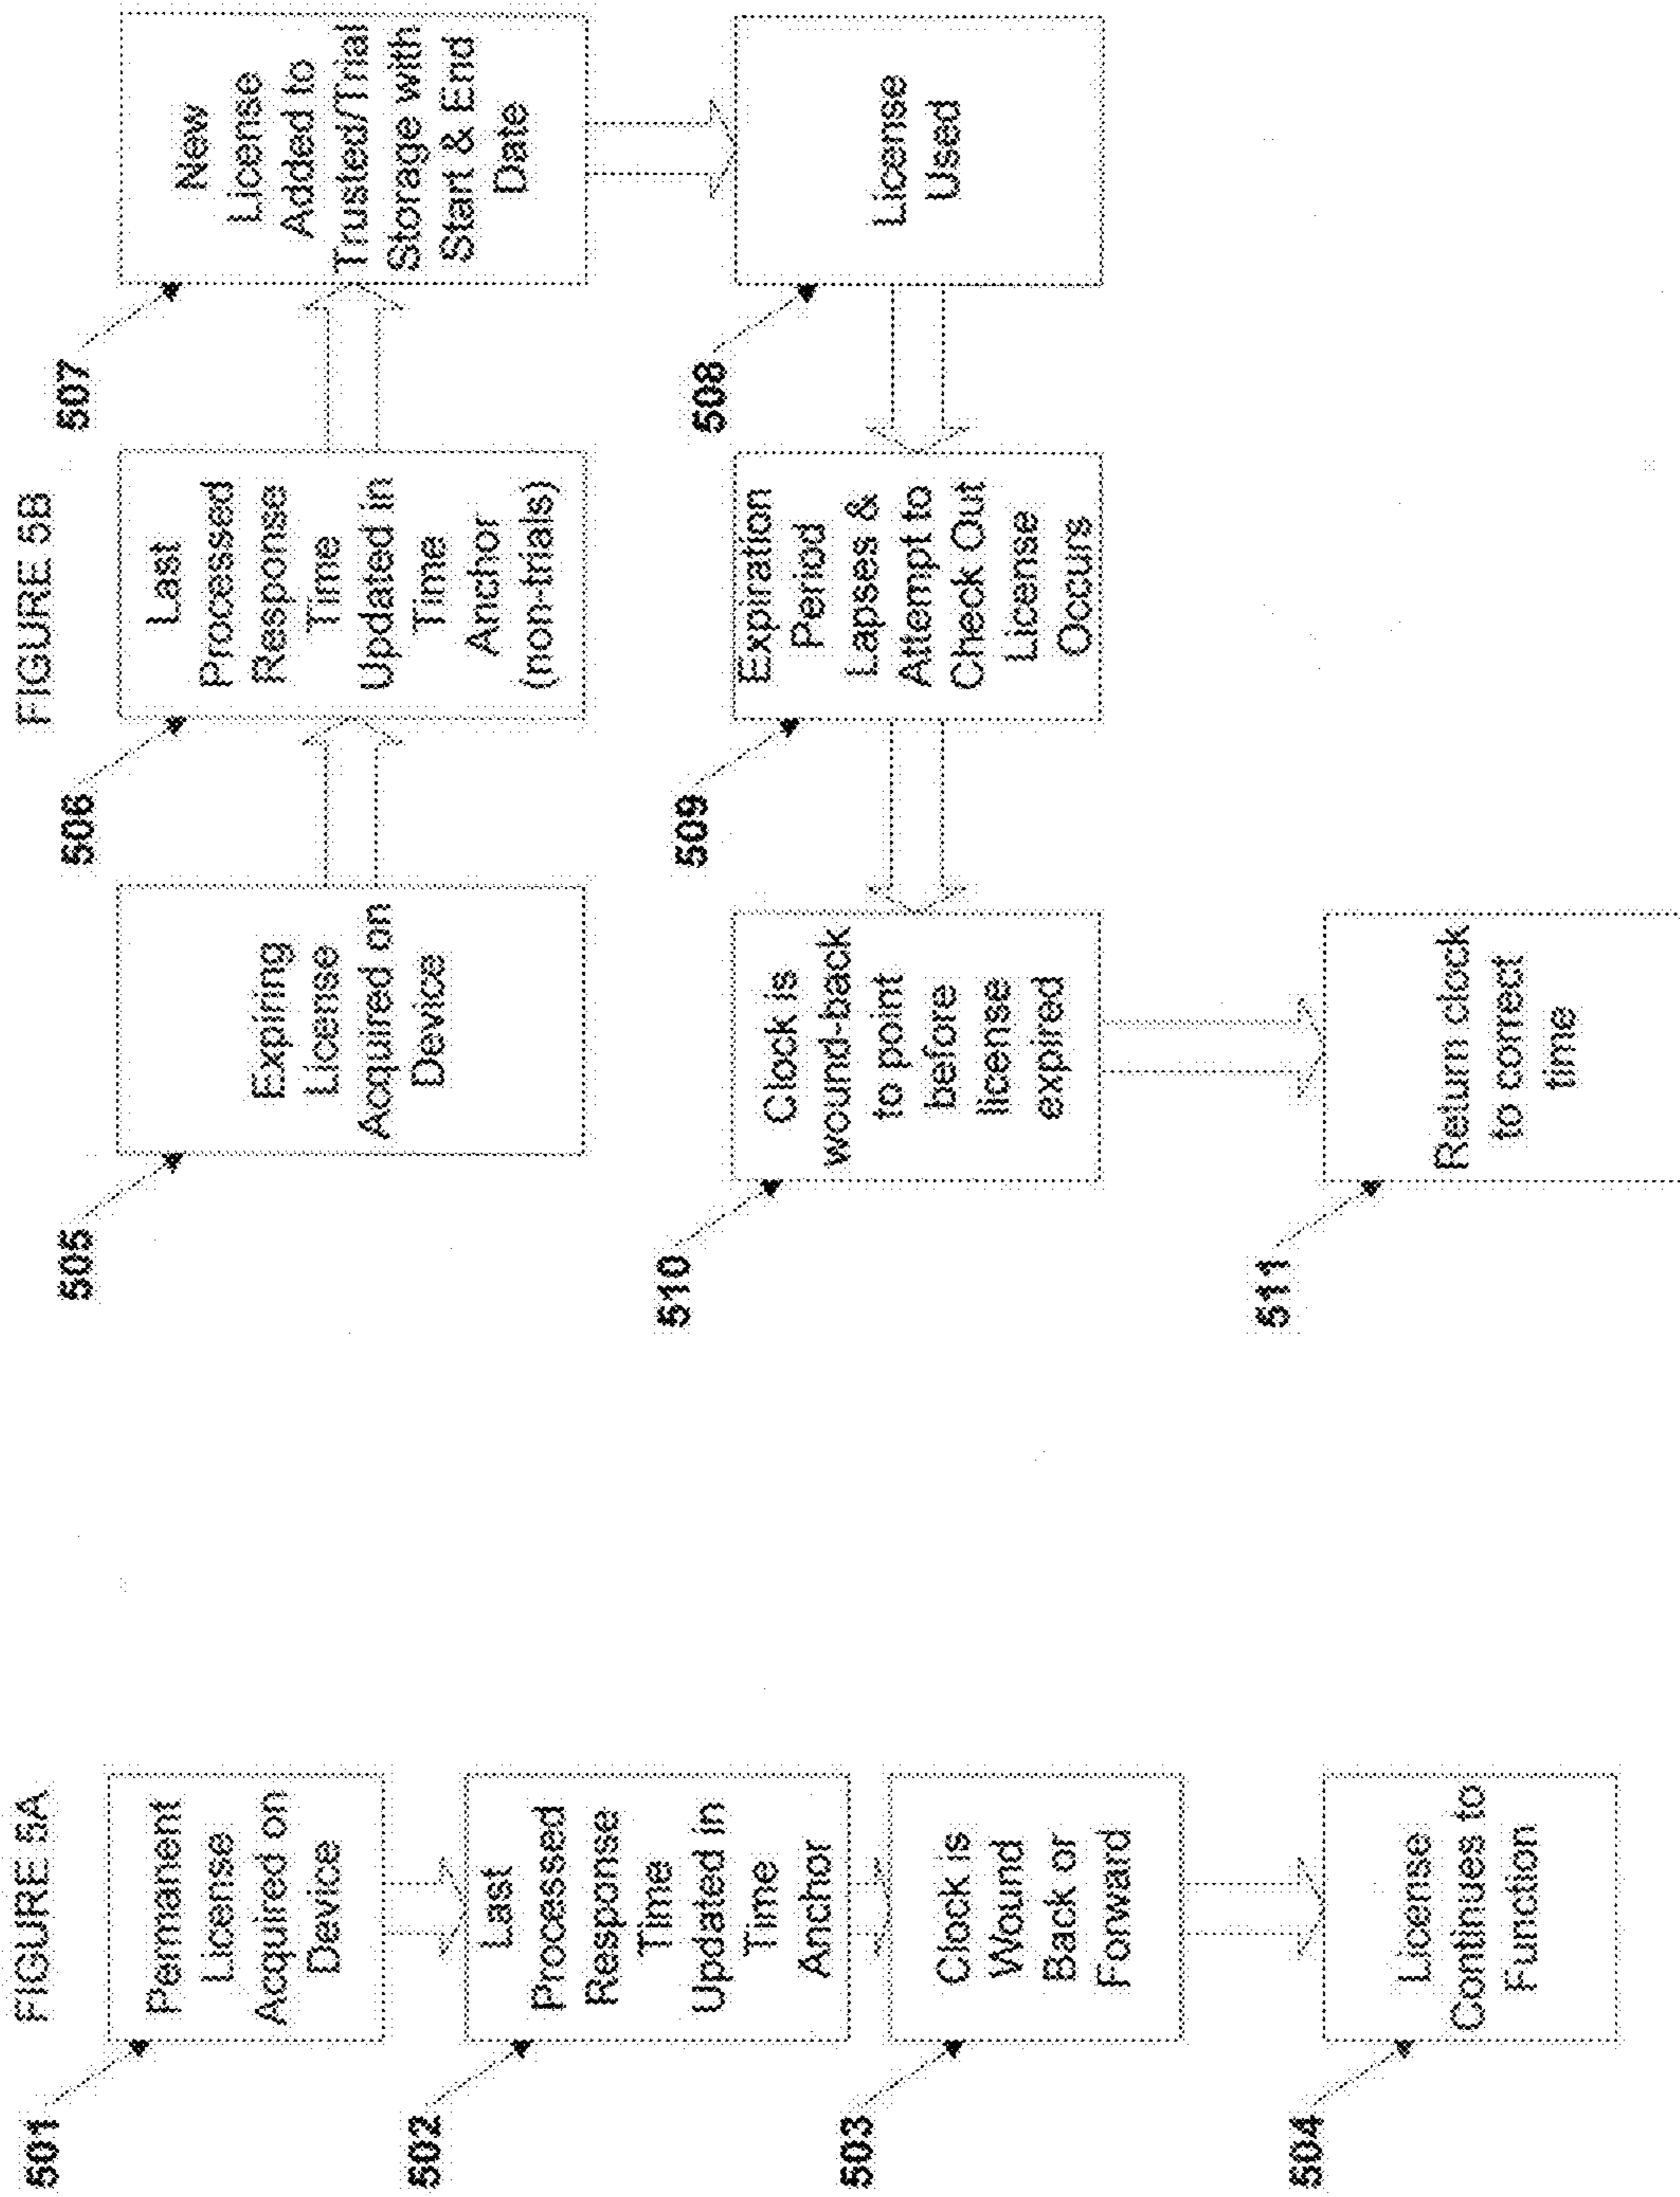 FIGURE 5A
501
Permanent
License
Acquired on
Device
502
Last
Processed
Response
Time
Updated in
Time
Anchor
503
Clock is
Wound
Back or
Forward
504
License
Continues to
Function
FIGURE 5B
505
Expiring
License
Acquired on
Device
506
Last
Processed
Response
Time
Updated in
Time
Anchor
(non-trials)
507
New
License
Added to
Trusted/Trial
Storage with
Start & End
Date
508
License
Used
509
Expiration
Period
Lapses &
Attempt to
Check Out
License
Occurs
510
Clock is
wound-back
to point
before
license
expired
511
Return clock
to correct
time